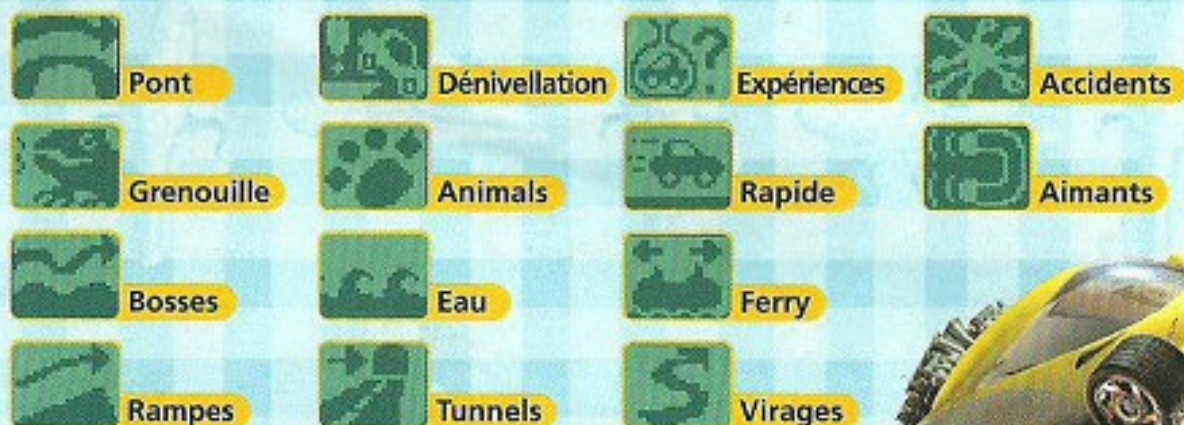 Pont
Dénivellation
Expériences
Accidents
Grenouille
Animals
Rapide
Aimants
Bosses
Eau
Ferry
Rampes
Tunnels
Virages